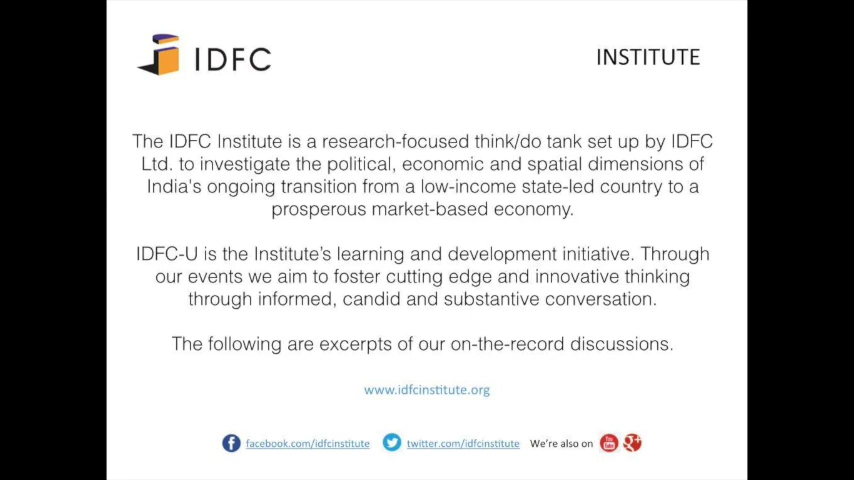 IDFC
INSTITUTE
The IDFC Institute is a research-focused think/do tank set up by IDFC
Ltd. to investigate the political, economic and spatial dimensions of
India's ongoing transition from a low-income state-led country to a
prosperous market-based economy.
IDFC-U is the Institute's learning and development initiative. Through
our events we aim to foster cutting edge and innovative thinking
through informed, candid and substantive conversation.
The following are excerpts of our on-the-record discussions.
www.idfcinstitute.org
facebook.com/idfcinstitute twitter.com/idfcinstitute We're also on You Tube g+